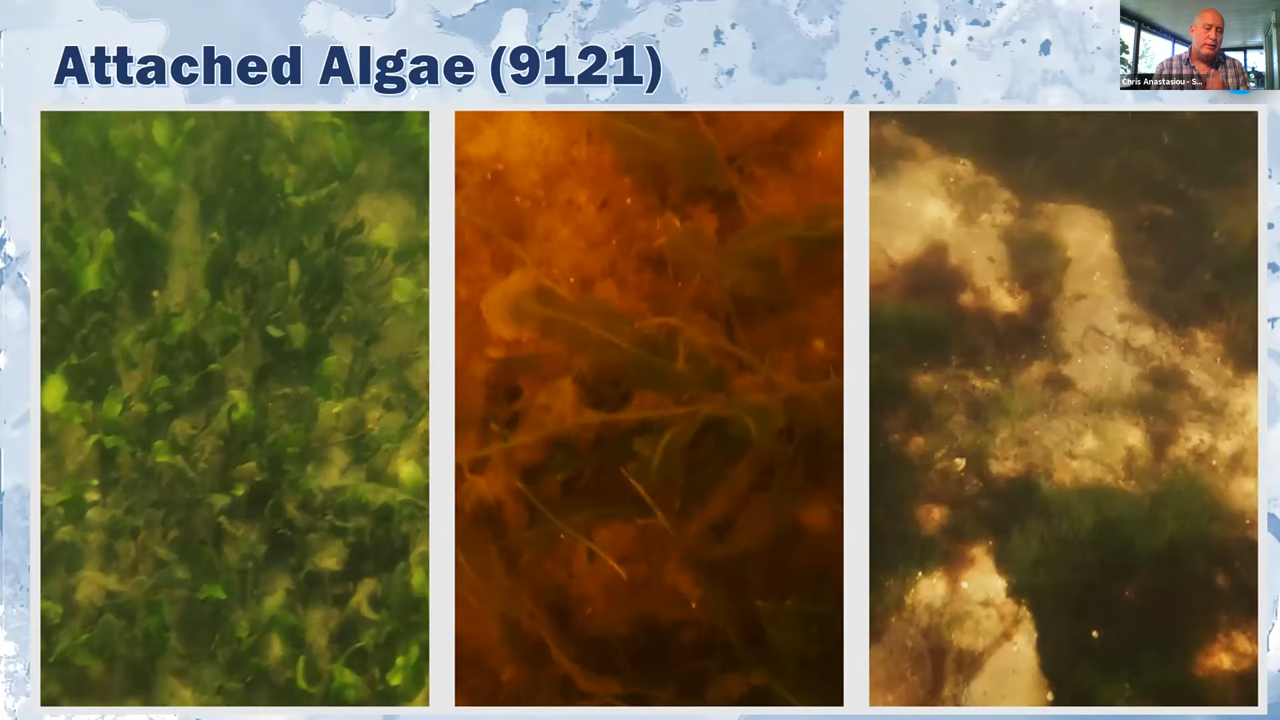 Attached Algae (9121)
Chris Anastasiou - S...